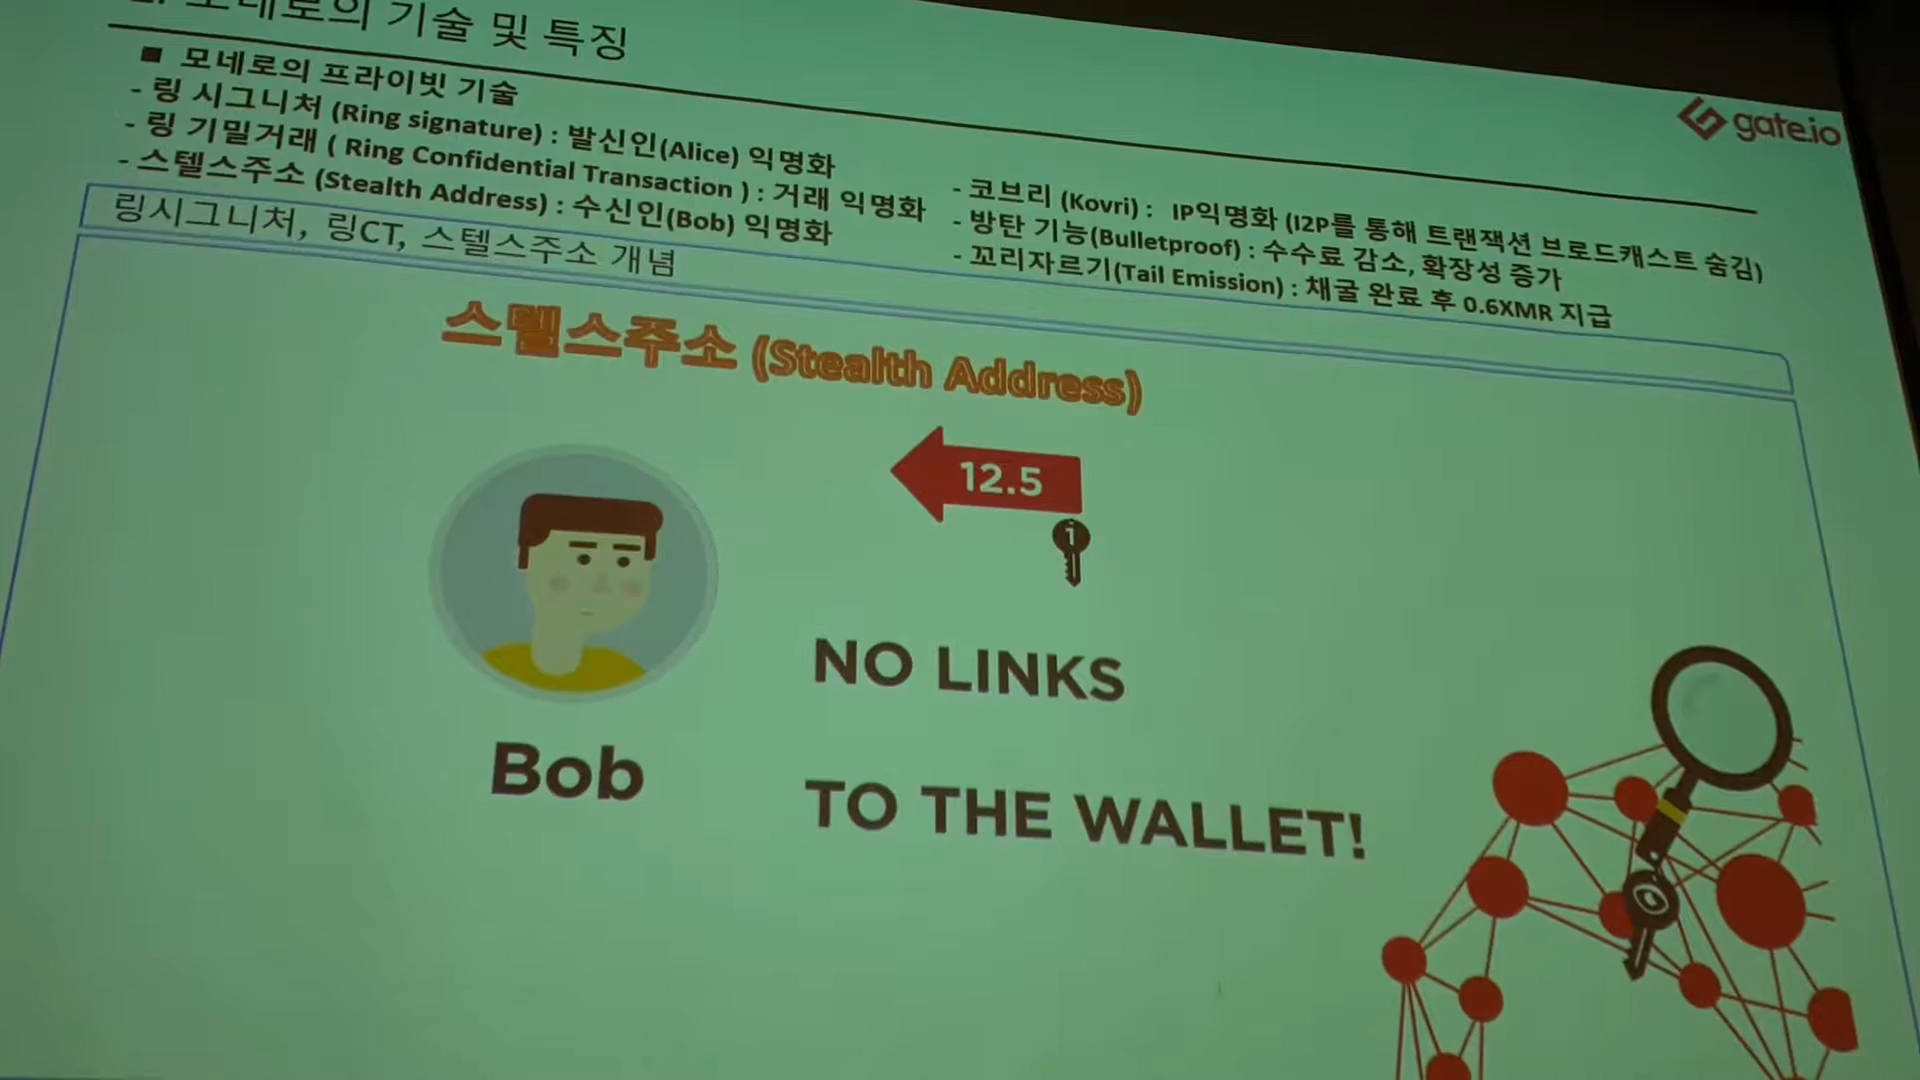 모네로의 기술 및 특징
■ 모네로의 프라이빗 기술
- 링 시그니처 (Ring signature) : 발신인(Alice) 익명화
- 링 기밀거래 ( Ring Confidential Transaction ) : 거래 익명화
- 스텔스주소 (Stealth Address) : 수신인(Bob) 익명화
- 코브리 (Kovri) : IP익명화 (I2P를 통해 트랜잭션 브로드캐스트 숨김)
- 방탄 기능(Bulletproof) : 수수료 감소, 확장성 증가
- 꼬리자르기(Tail Emission) : 채굴 완료 후 0.6XMR 지급
gate.io
링시그니처, 링CT, 스텔스주소 개념
스텔스주소 (Stealth Address)
12.5
1
NO LINKS
Bob
TO THE WALLET!